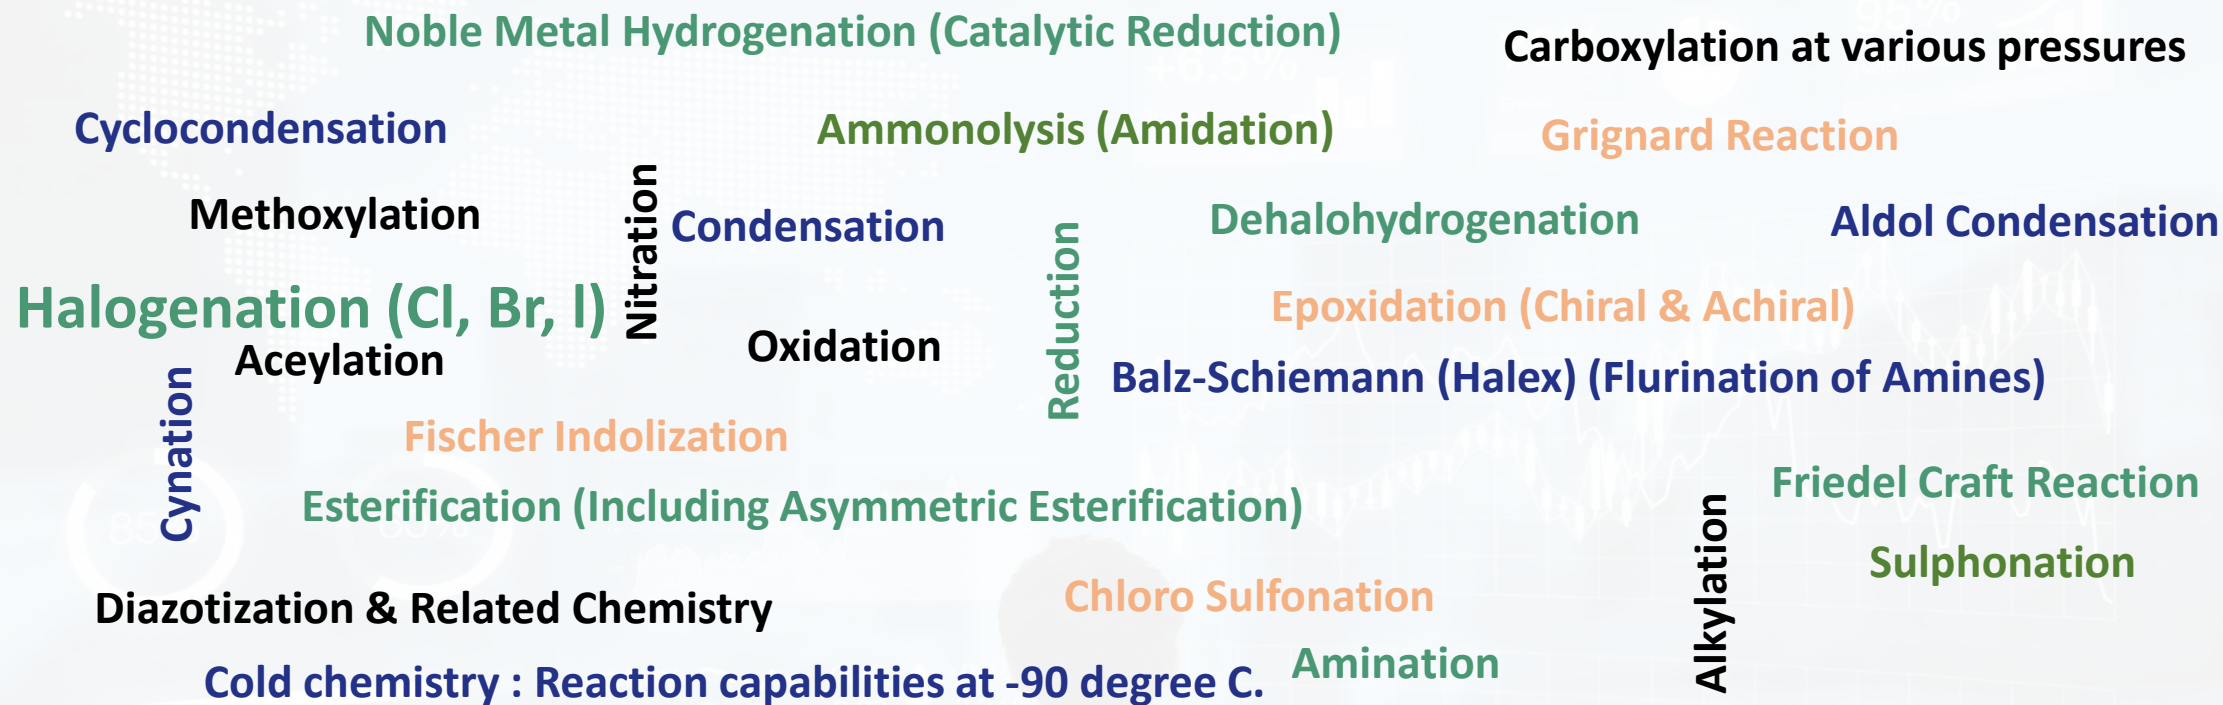 Noble Metal Hydrogenation (Catalytic Reduction)
Carboxylation at various pressures
Cyclocondensation
Ammonolysis (Amidation)
Grignard Reaction
Methoxylation
Nitration
Condensation
Reduction
Dehalohydrogenation
Aldol Condensation
Halogenation (Cl, Br, l)
Epoxidation (Chiral & Achiral)
Aceylation
Oxidation
Balz-Schiemann (Halex) (Flurination of Amines)
Cynation
Fischer Indolization
Friedel Craft Reaction
Esterification (Including Asymmetric Esterification)
Alkylation
Sulphonation
Diazotization & Related Chemistry
Chloro Sulfonation
Amination
Cold chemistry : Reaction capabilities at -90 degree C.
+6.5%
95%